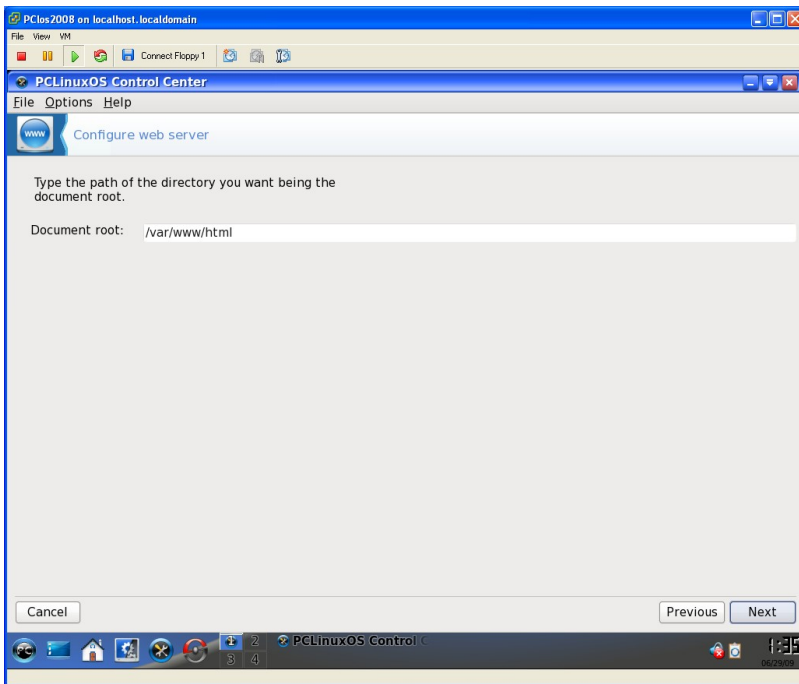 PClos2008 on localhost.localdomain
File View VM
Connect Floppy 1
PCLinuxOS Control Center
File Options Help
www
Configure web server
Type the path of the directory you want being the
document root.
Document root: /var/www/html
Cancel Previous Next
1 2
3 4
PCLinuxOS Control C
1:35
06/29/09